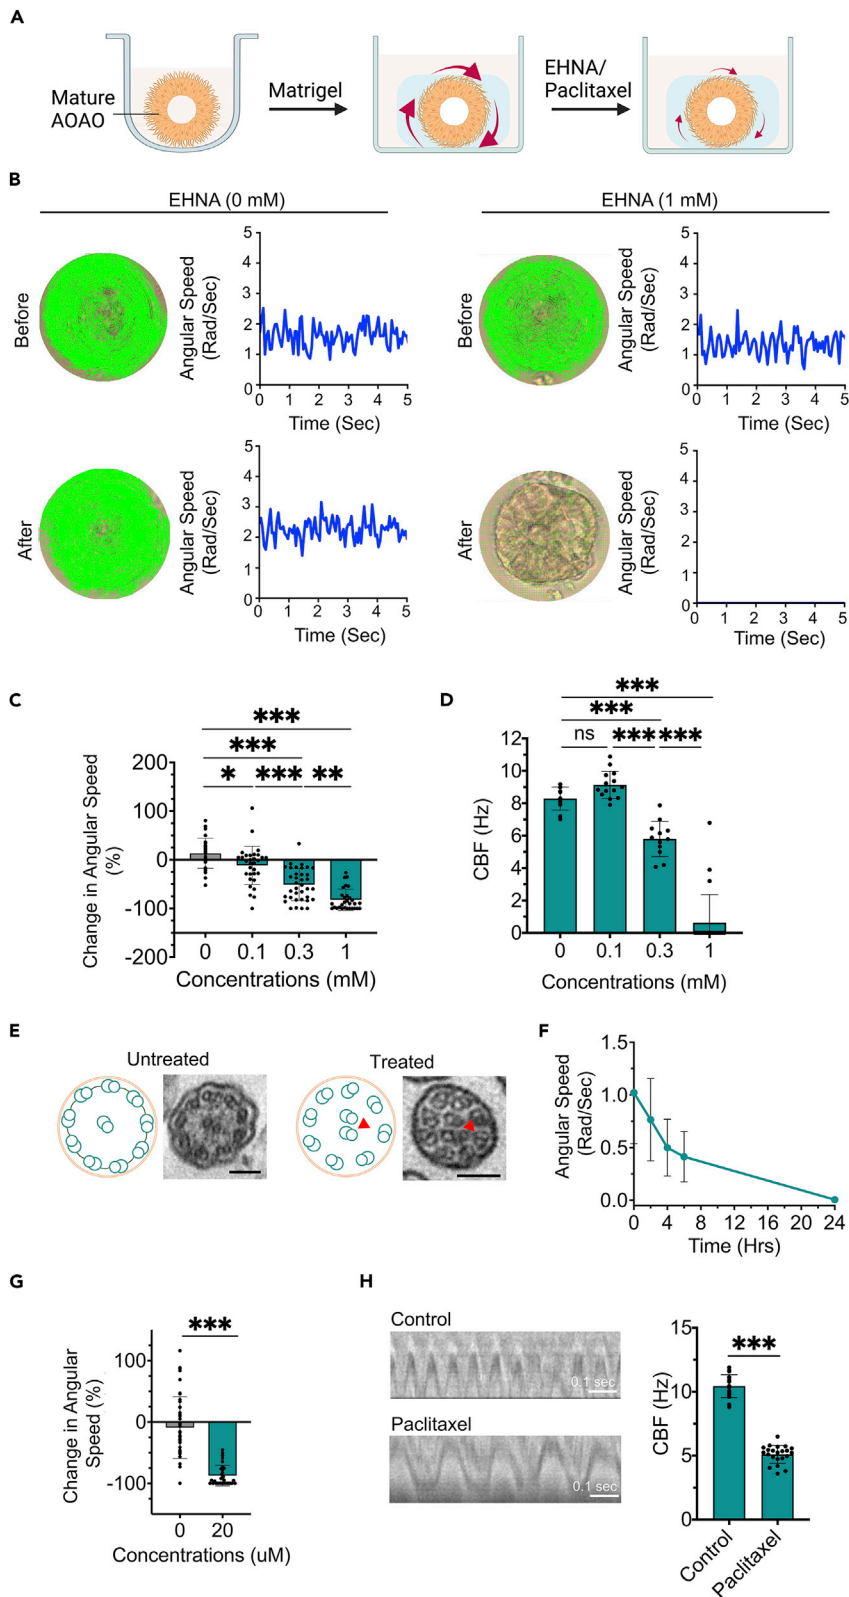 A
Mature
AOAO
Matrigel
EHNA/
Paclitaxel
B
EHNA (0 mM)
EHNA (1 mM)
Before
Angular Speed
(Rad/Sec)
5
4
3
2
1
0
0 1 2 3 4 5
Time (Sec)
Before
Angular Speed
(Rad/Sec)
5
4
3
2
1
0
0 1 2 3 4 5
Time (Sec)
After
Angular Speed
(Rad/Sec)
5
4
3
2
1
0
0 1 2 3 4 5
Time (Sec)
After
Angular Speed
(Rad/Sec)
5
4
3
2
1
0
0 1 2 3 4 5
Time (Sec)
C
***
***
* *** **
Change in Angular Speed
(%)
200
100
0
-100
-200
0 0.1 0.3 1
Concentrations (mM)
D
***
***
ns *** ***
CBF (Hz)
12
10
8
6
4
2
0
0 0.1 0.3 1
Concentrations (mM)
E
Untreated
Treated
F
Angular Speed
(Rad/Sec)
1.5
1.0
0.5
0.0
0 4 8 12 16 20 24
Time (Hrs)
G
***
Change in Angular
Speed (%)
100
0
-100
0 20
Concentrations (uM)
H
Control
0.1 sec
Paclitaxel
0.1 sec
***
CBF (Hz)
15
10
5
0
Control
Paclitaxel